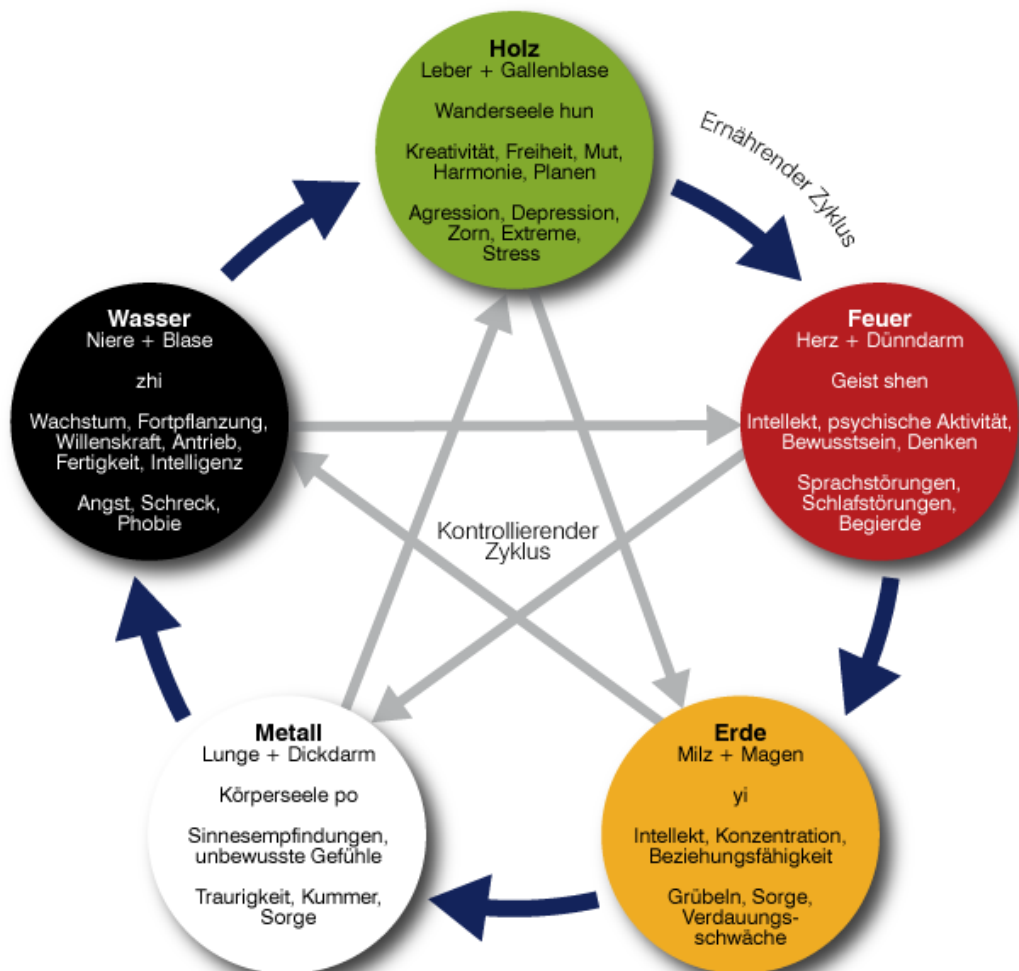 Holz
Leber + Gallenblase
Wanderseele hun
Kreativität, Freiheit, Mut,
Harmonie, Planen
Agression, Depression,
Zorn, Extreme,
Stress
Ernährender Zyklus
Wasser
Niere + Blase
zhi
Wachstum, Fortpflanzung,
Willenskraft, Antrieb,
Fertigkeit, Intelligenz
Angst, Schreck,
Phobie
Feuer
Herz + Dünndarm
Geist shen
Intellekt, psychische Aktivität,
Bewusstsein, Denken
Sprachstörungen,
Schlafstörungen,
Begierde
Kontrollierender
Zyklus
Metall
Lunge + Dickdarm
Körperseele po
Sinnesempfindungen,
unbewusste Gefühle
Traurigkeit, Kummer,
Sorge
Erde
Milz + Magen
yi
Intellekt, Konzentration,
Beziehungsfähigkeit
Grübeln, Sorge,
Verdauungs-
schwäche